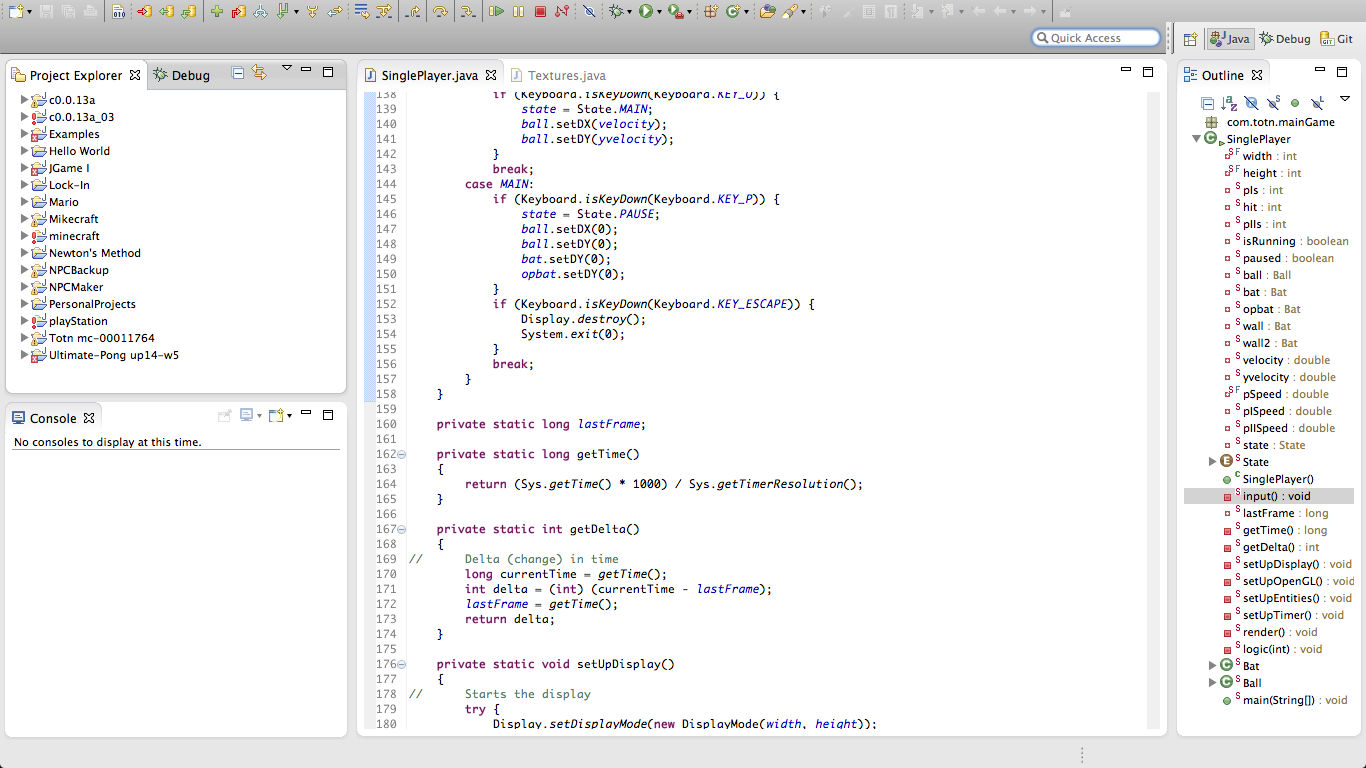 Quick Access
Java
Debug
Git
Project Explorer
Debug
c0.0.13a
c0.0.13a_03
Examples
Hello World
JGame I
Lock-In
Mario
Mikecraft
minecraft
Newton's Method
NPCBackup
NPCMaker
PersonalProjects
playStation
Totn mc-00011764
Ultimate-Pong up14-w5
Console
No consoles to display at this time.
SinglePlayer.java
Textures.java
138 if (Keyboard.isKeyDown(Keyboard.KEY_O)) {
139 state = State.MAIN;
140 ball.setDX(velocity);
141 ball.setDY(yvelocity);
142 }
143 break;
144 case MAIN:
145 if (Keyboard.isKeyDown(Keyboard.KEY_P)) {
146 state = State.PAUSE;
147 ball.setDX(0);
148 ball.setDY(0);
149 bat.setDY(0);
150 opbat.setDY(0);
151 }
152 if (Keyboard.isKeyDown(Keyboard.KEY_ESCAPE)) {
153 Display.destroy();
154 System.exit(0);
155 }
156 break;
157 }
158 }
159
160 private static long lastFrame;
161
162 private static long getTime()
163 {
164 return (Sys.getTime() * 1000) / Sys.getTimerResolution();
165 }
166
167 private static int getDelta()
168 {
169 // Delta (change) in time
170 long currentTime = getTime();
171 int delta = (int) (currentTime - lastFrame);
172 lastFrame = getTime();
173 return delta;
174 }
175
176 private static void setUpDisplay()
177 {
178 // Starts the display
179 try {
180 Display.setDisplayMode(new DisplayMode(width, height));
Outline
com.totn.mainGame
SinglePlayer
width : int
height : int
pls : int
hit : int
plls : int
isRunning : boolean
paused : boolean
ball : Ball
bat : Bat
opbat : Bat
wall : Bat
wall2 : Bat
velocity : double
yvelocity : double
pSpeed : double
plSpeed : double
pllSpeed : double
state : State
State
SinglePlayer()
input() : void
lastFrame : long
getTime() : long
getDelta() : int
setUpDisplay() : void
setUpOpenGL() : void
setUpEntities() : void
setUpTimer() : void
render() : void
logic(int) : void
Bat
Ball
main(String[]) : void